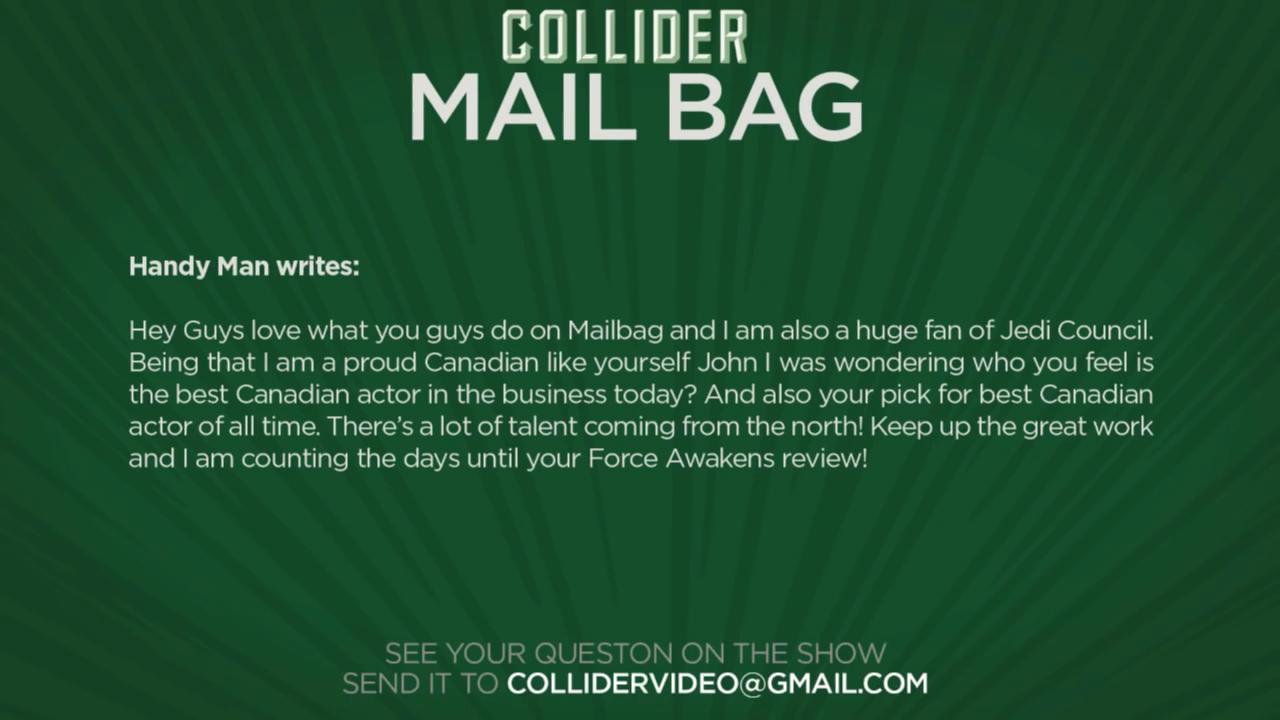 COLLIDER
MAIL BAG
Handy Man writes:
Hey Guys love what you guys do on Mailbag and I am also a huge fan of Jedi Council.
Being that I am a proud Canadian like yourself John I was wondering who you feel is
the best Canadian actor in the business today? And also your pick for best Canadian
actor of all time. There's a lot of talent coming from the north! Keep up the great work
and I am counting the days until your Force Awakens review!
SEE YOUR QUESTON ON THE SHOW
SEND IT TO COLLIDERVIDEO@GMAIL.COM